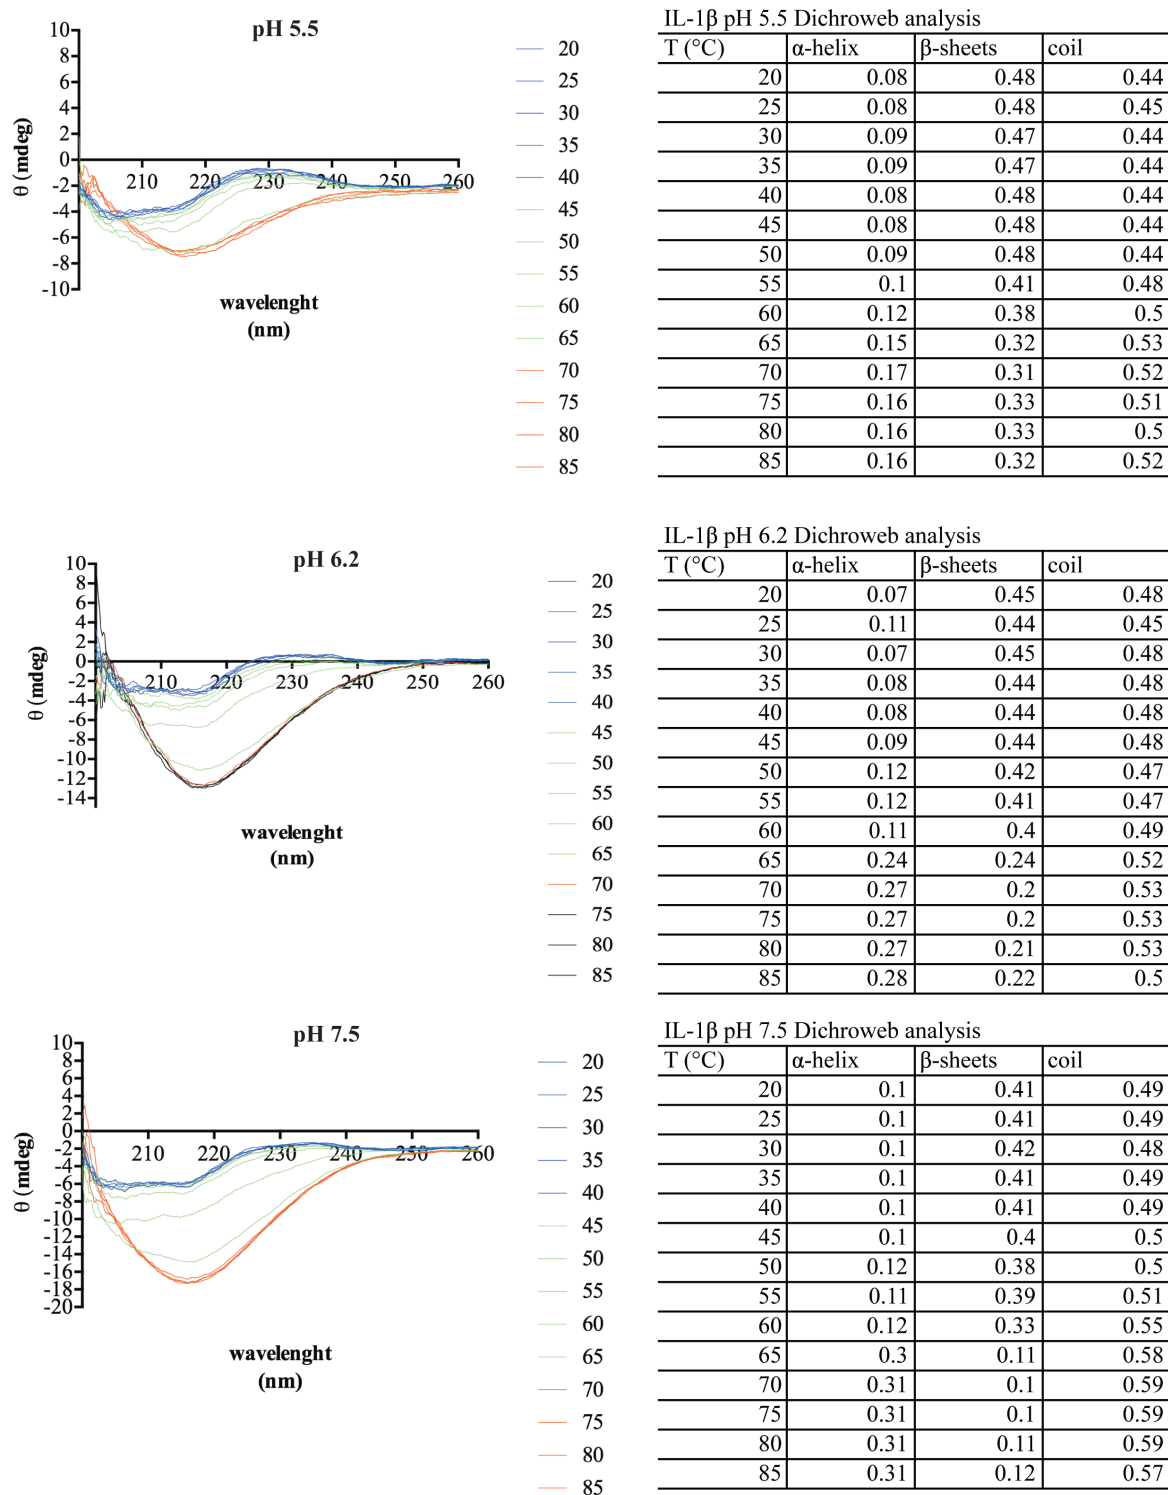 pH 5.5
10
8
6
4
2
0
-2
-4
-6
-8
-10
θ (mdeg)
210 220 230 240 250 260
wavelenght
(nm)
20
25
30
35
40
45
50
55
60
65
70
75
80
85
IL-1β pH 5.5 Dichroweb analysis
T (°C) α-helix β-sheets coil
20 0.08 0.48 0.44
25 0.08 0.48 0.45
30 0.09 0.47 0.44
35 0.09 0.47 0.44
40 0.08 0.48 0.44
45 0.08 0.48 0.44
50 0.09 0.48 0.44
55 0.1 0.41 0.48
60 0.12 0.38 0.5
65 0.15 0.32 0.53
70 0.17 0.31 0.52
75 0.16 0.33 0.51
80 0.16 0.33 0.5
85 0.16 0.32 0.52
pH 6.2
10
8
6
4
2
0
-2
-4
-6
-8
-10
-12
-14
θ (mdeg)
210 220 230 240 250 260
wavelenght
(nm)
20
25
30
35
40
45
50
55
60
65
70
75
80
85
IL-1β pH 6.2 Dichroweb analysis
T (°C) α-helix β-sheets coil
20 0.07 0.45 0.48
25 0.11 0.44 0.45
30 0.07 0.45 0.48
35 0.08 0.44 0.48
40 0.08 0.44 0.48
45 0.09 0.44 0.48
50 0.12 0.42 0.47
55 0.12 0.41 0.47
60 0.11 0.4 0.49
65 0.24 0.24 0.52
70 0.27 0.2 0.53
75 0.27 0.2 0.53
80 0.27 0.21 0.53
85 0.28 0.22 0.5
pH 7.5
10
8
6
4
2
0
-2
-4
-6
-8
-10
-12
-14
-16
-18
-20
θ (mdeg)
210 220 230 240 250 260
wavelenght
(nm)
20
25
30
35
40
45
50
55
60
65
70
75
80
85
IL-1β pH 7.5 Dichroweb analysis
T (°C) α-helix β-sheets coil
20 0.1 0.41 0.49
25 0.1 0.41 0.49
30 0.1 0.42 0.48
35 0.1 0.41 0.49
40 0.1 0.41 0.49
45 0.1 0.4 0.5
50 0.12 0.38 0.5
55 0.11 0.39 0.51
60 0.12 0.33 0.55
65 0.3 0.11 0.58
70 0.31 0.1 0.59
75 0.31 0.1 0.59
80 0.31 0.11 0.59
85 0.31 0.12 0.57